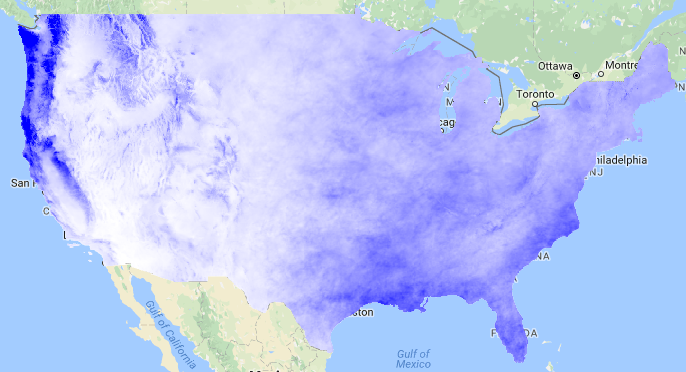 Ottawa
Montre
Toronto
N
M
N
N
cag
hiladelphia
NJ
San F
C
L
NA
ston
F
DA
Gulf of California
Gulf of
Mexico